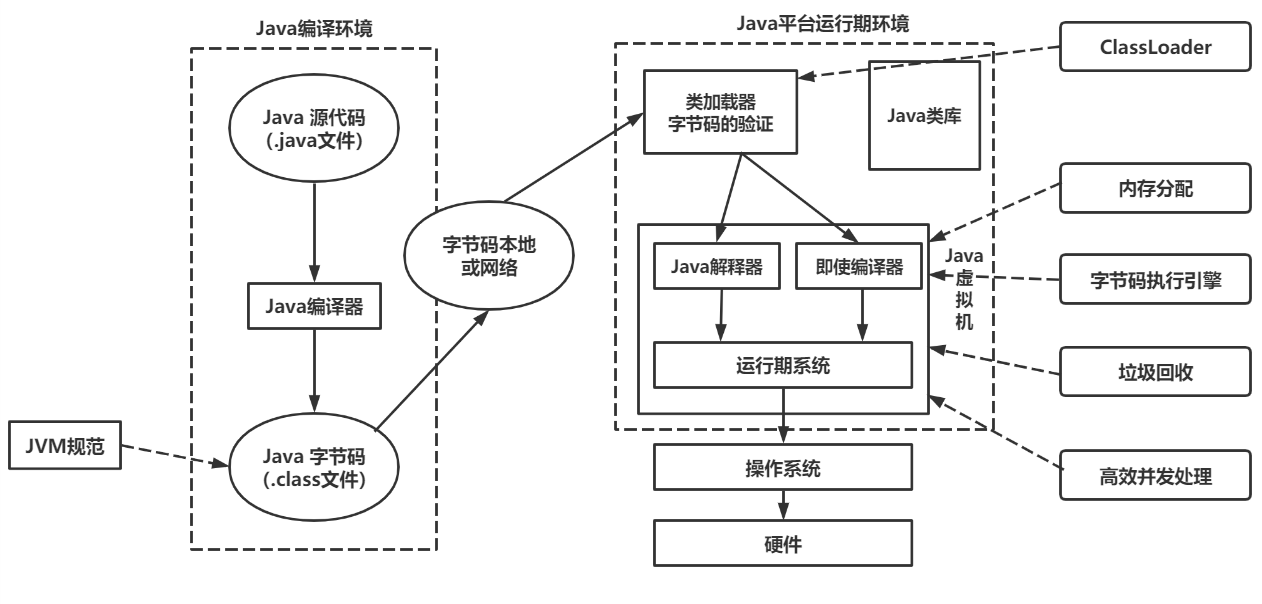 Java编译环境
Java 源代码
(.java文件)
Java编译器
JVM规范
Java 字节码
(.class文件)
字节码本地
或网络
Java平台运行期环境
类加载器
字节码的验证
Java类库
Java解释器
即使编译器
运行期系统
Java
虚
拟
机
操作系统
硬件
ClassLoader
内存分配
字节码执行引擎
垃圾回收
高效并发处理